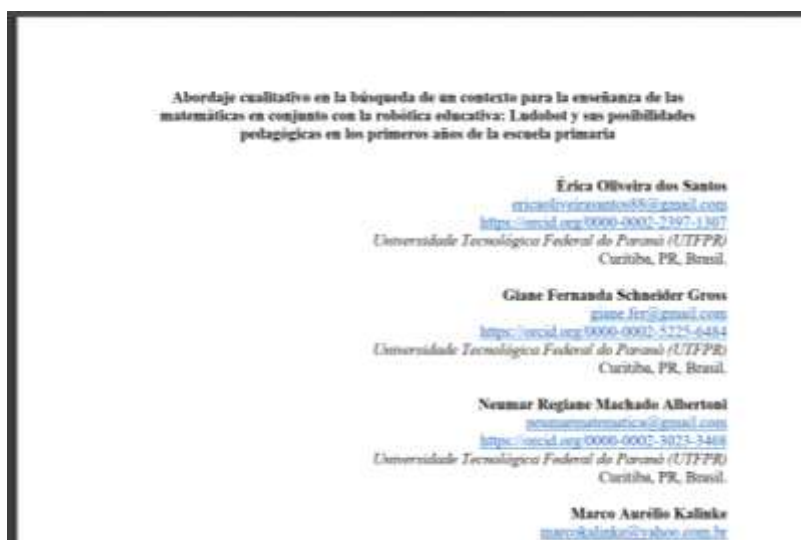 Abordaje cualitativo en la búsqueda de un contexto para la enseñanza de las
matemáticas en conjunto con la robótica educativa: Ludobot y sus posibilidades
pedagógicas en los primeros años de la escuela primaria
Érica Oliveira dos Santos
ericaoliveirasantos88@gmail.com
https://orcid.org/0000-0002-2397-1307
Universidade Tecnológica Federal do Paraná (UTFPR)
Curitiba, PR, Brasil.
Giane Fernanda Schneider Gross
giane.fer@gmail.com
https://orcid.org/0000-0002-5225-6484
Universidade Tecnológica Federal do Paraná (UTFPR)
Curitiba, PR, Brasil.
Neumar Regiane Machado Albertoni
neumarmatematica@gmail.com
https://orcid.org/0000-0002-3023-3468
Universidade Tecnológica Federal do Paraná (UTFPR)
Curitiba, PR, Brasil.
Marco Aurélio Kalinke
marcokalinke@yahoo.com.br